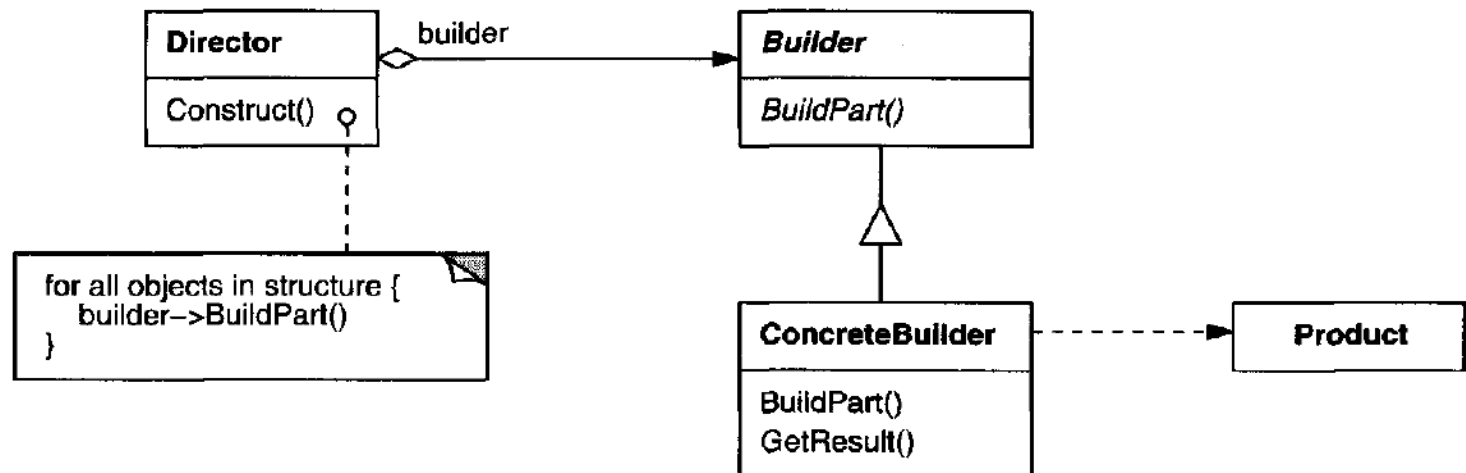 Director
Construct()
builder
Builder
BuildPart()
for all objects in structure {
builder–>BuildPart()
}
ConcreteBuilder
BuildPart()
GetResult()
Product